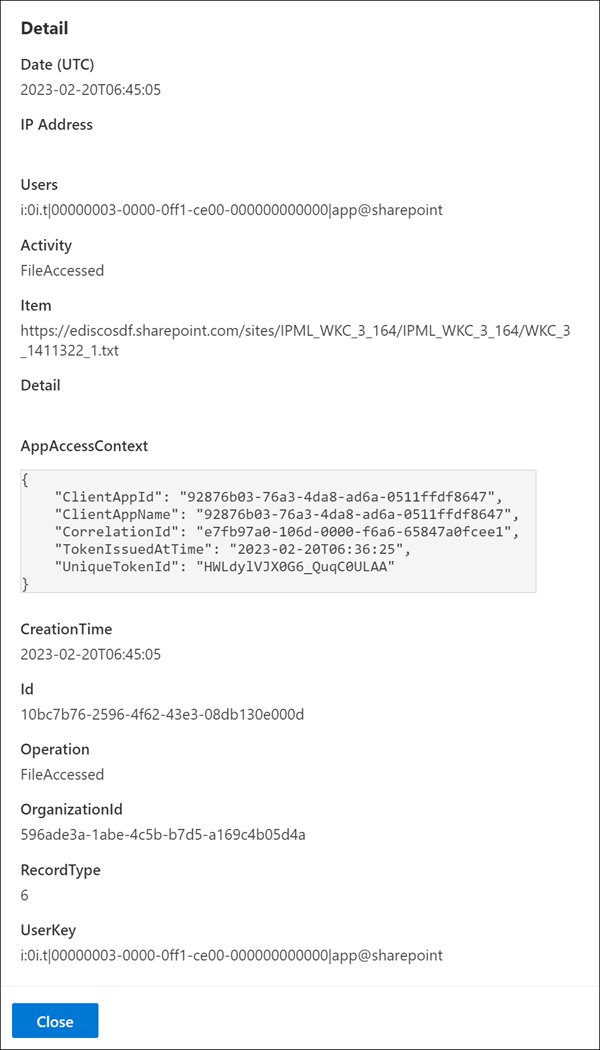 Detail
Date (UTC)
2023-02-20T06:45:05
IP Address
Users
i:0i.t|00000003-0000-0ff1-ce00-000000000000|app@sharepoint
Activity
FileAccessed
Item
https://ediscosdf.sharepoint.com/sites/IPML_WKC_3_164/IPML_WKC_3_164/WKC_3
_1411322_1.txt
Detail
AppAccessContext
{
    "ClientAppId": "92876b03-76a3-4da8-ad6a-0511ffdf8647",
    "ClientAppName": "92876b03-76a3-4da8-ad6a-0511ffdf8647",
    "CorrelationId": "e7fb97a0-106d-0000-f6a6-65847a0fcee1",
    "TokenIssuedAtTime": "2023-02-20T06:36:25",
    "UniqueTokenId": "HWLdylVJX0G6_QuqC0ULAA"
}
CreationTime
2023-02-20T06:45:05
Id
10bc7b76-2596-4f62-43e3-08db130e000d
Operation
FileAccessed
OrganizationId
596ade3a-1abe-4c5b-b7d5-a169c4b05d4a
RecordType
6
UserKey
i:0i.t|00000003-0000-0ff1-ce00-000000000000|app@sharepoint
Close